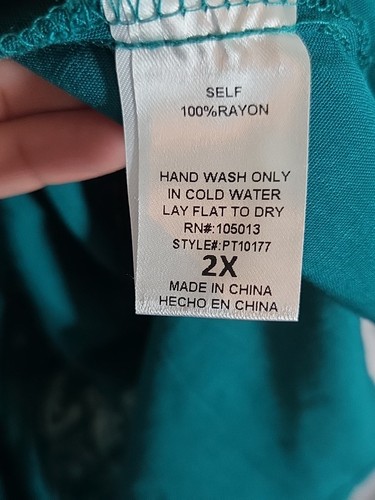 SELF
100%RAYON
HAND WASH ONLY
IN COLD WATER
LAY FLAT TO DRY
RN#:105013
STYLE#:PT10177
2X
MADE IN CHINA
HECHO EN CHINA